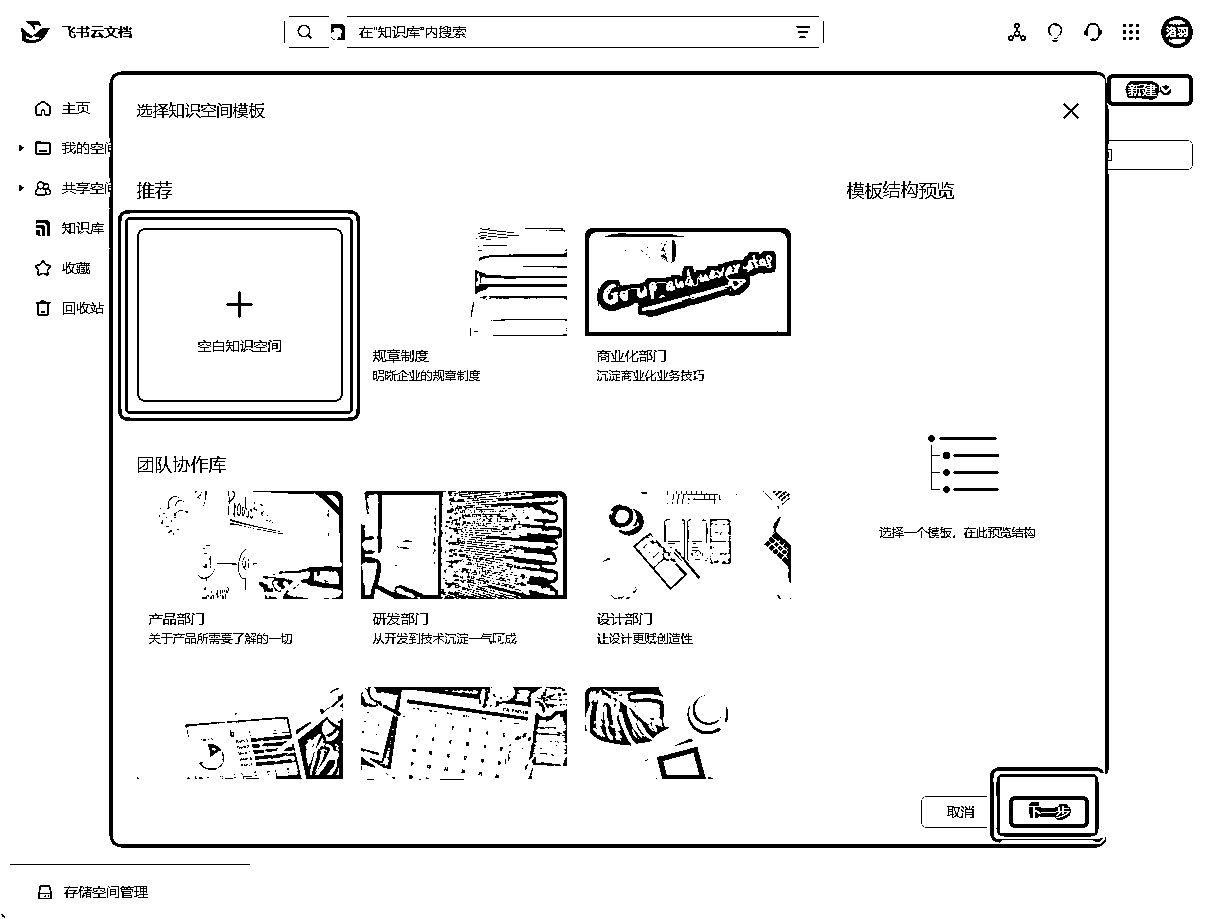 飞书云文档
在"知识库"内搜索
新建
主页
我的空间
共享空间
知识库
收藏
回收站
选择知识空间模板
推荐
模板结构预览
空白知识空间
规章制度
明晰企业的规章制度
Go up and never stop
商业化部门
沉淀商业化业务技巧
团队协作库
选择一个模板,在此预览结构
产品部门
关于产品所需要了解的一切
研发部门
从开发到技术沉淀一气呵成
设计部门
让设计更赋创造性
取消
下一步
存储空间管理